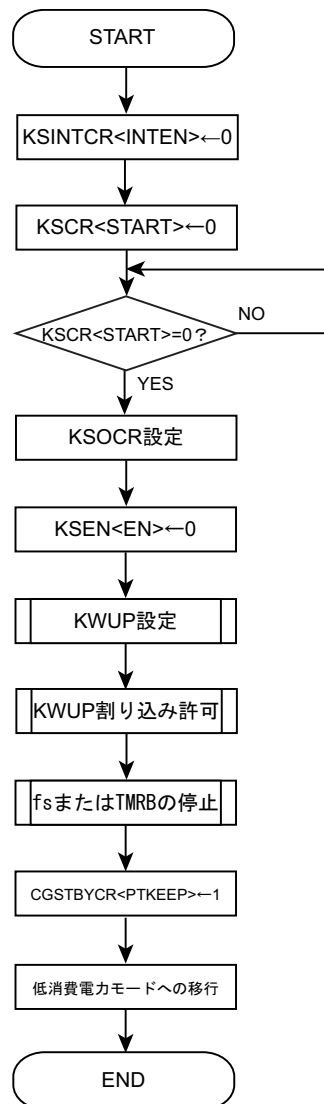 START
KSINTCR<INTEN>←0
KSCR<START>←0
KSCR<START>=0？
NO
YES
KSOCR設定
KSEN<EN>←0
KWUP設定
KWUP割り込み許可
fsまたはTMRBの停止
CGSTBYCR<PTKEEP>←1
低消費電力モードへの移行
END